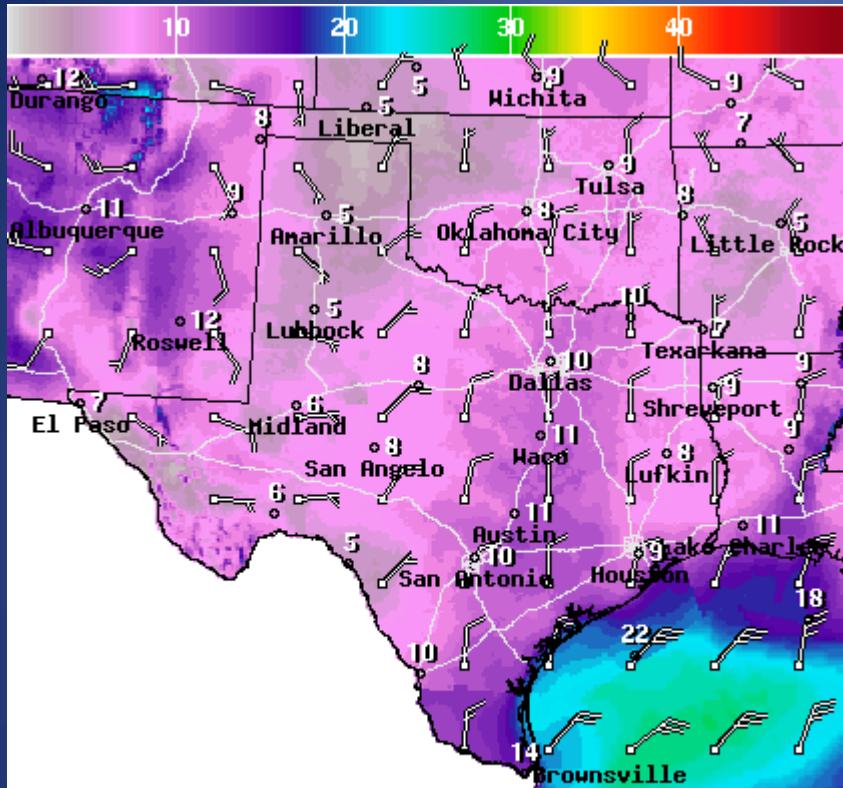 10 20 30 40
12 5 9 9
Durango Wichita
5 7
8 Liberal
9 Tulsa
11 9 5 8 8 5
Albuquerque Amarillo Oklahoma City Little Rock
12 5 10 7
Roswell Lubbock Texarkana
10
Dallas
7 6 8 9 9
El Paso Midland Shreveport
8 11 8 9
San Angelo Waco Lufkin
6 11 11
Austin
5 10 9 Lake Charles
San Antonio Houston
18
10 22
14
Brownsville